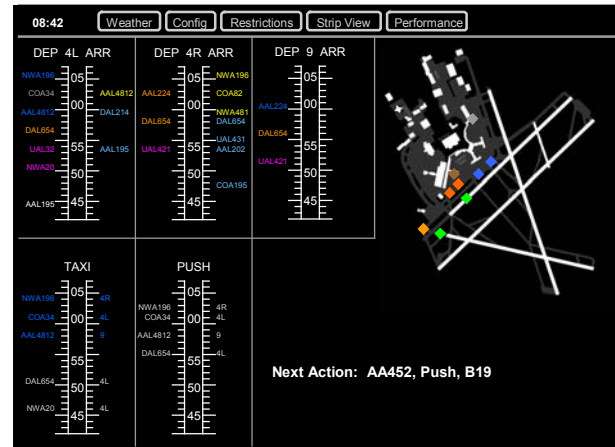 08:42 Weather Config Restrictions Strip View Performance
DEP 4L ARR
NWA196 05
COA34 AAL4812
00
AAL4812 DAL214
DAL654
UAL32 55 AAL195
NWA20
50
AAL195 45
DEP 4R ARR
NWA196
05
AAL224 COA82
00
NWA481
DAL654 DAL654
UAL431
UAL421 55 AAL202
50
COA195
45
DEP 9 ARR
05
AAL224 00
DAL654
55
UAL421
50
45
TAXI
NWA196 05 4R
COA34 00 4L
AAL4812 9
55
DAL654 50 4L
NWA20 45 4L
PUSH
05
NWA196 4R
COA34 00 4L
AAL4812 9
DAL654 55 4L
50
45
Next Action: AA452, Push, B19